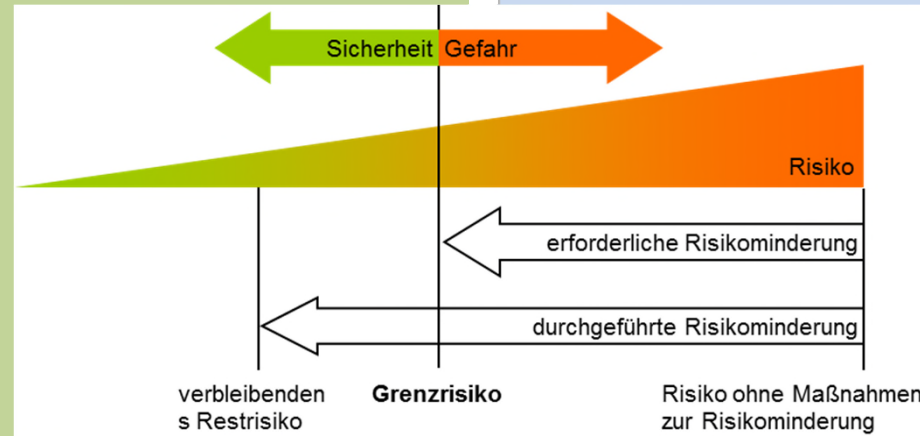 Sicherheit Gefahr
Risiko
erforderliche Risikominderung
durchgeführte Risikominderung
verbleibenden
s Restrisiko
Grenzrisiko
Risiko ohne Maßnahmen
zur Risikominderung